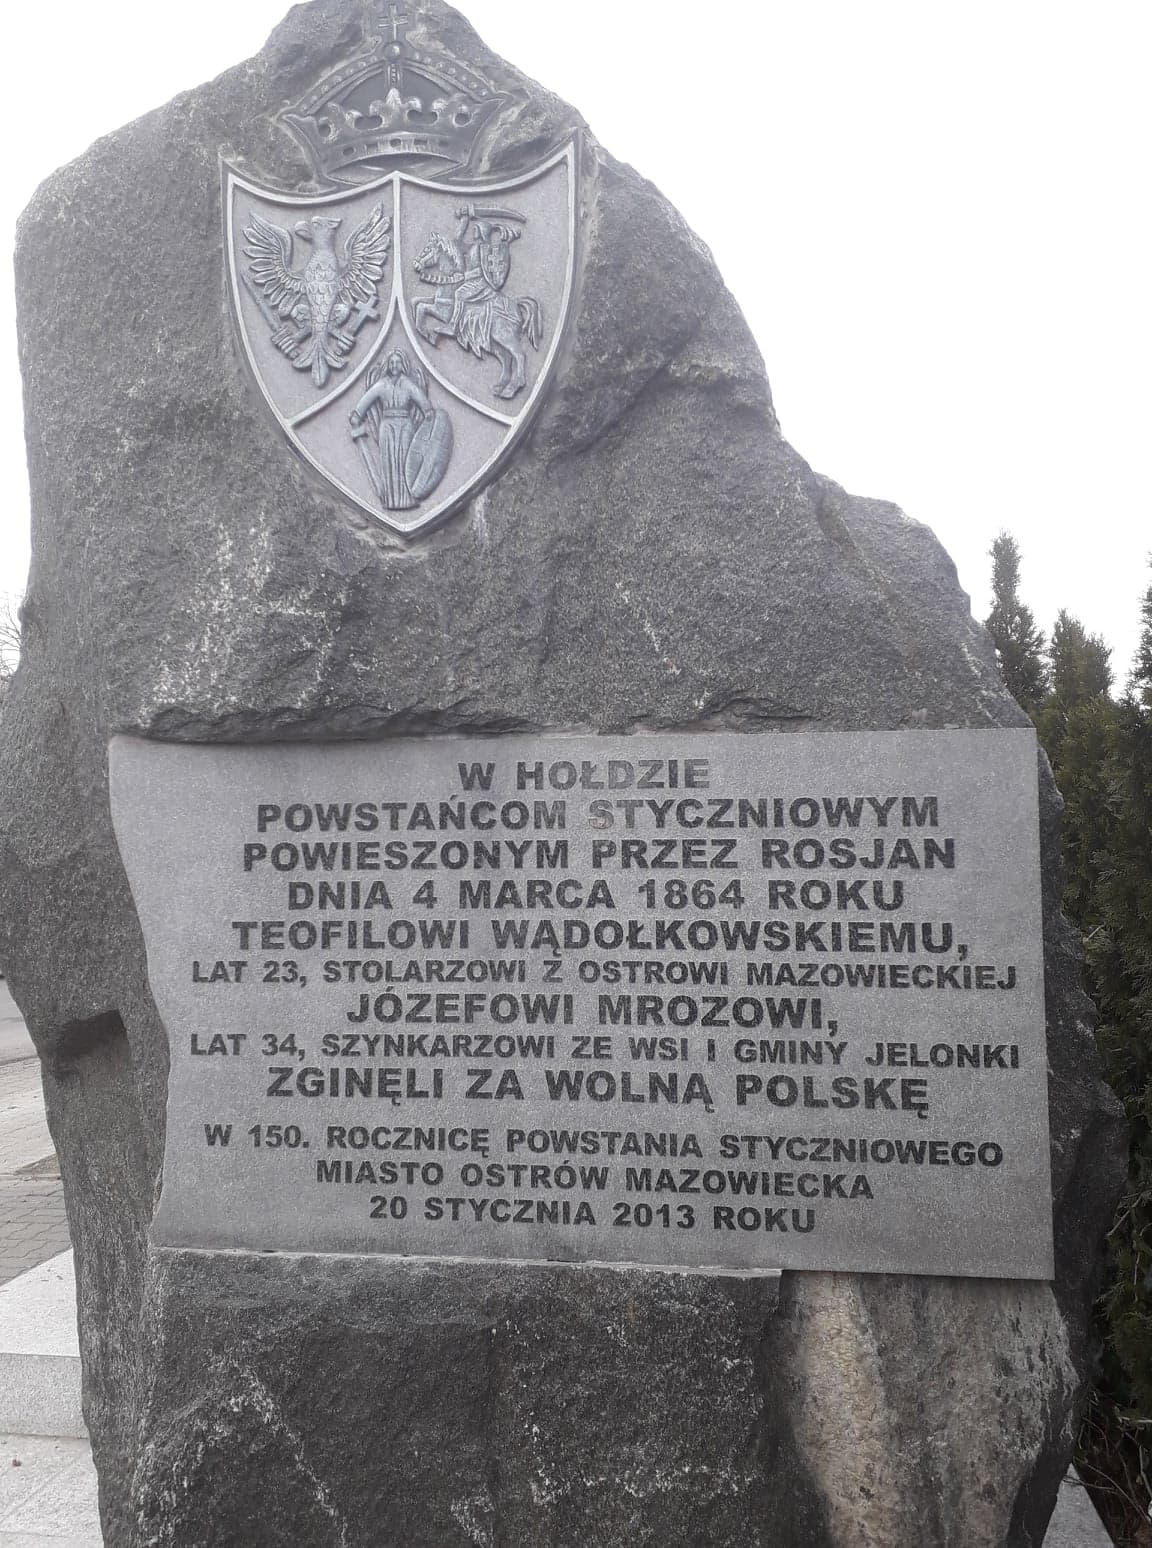 W HOŁDZIE
POWSTAŃCOM STYCZNIOWYM
POWIESZONYM PRZEZ ROSJAN
DNIA 4 MARCA 1864 ROKU
TEOFILOWI WĄDOŁKOWSKIEMU,
LAT 23, STOLARZOWI Z OSTROWI MAZOWIECKIEJ
JÓZEFOWI MROZOWI,
LAT 34, SZYNKARZOWI ZE WSI I GMINY JELONKI
ZGINĘLI ZA WOLNĄ POLSKĘ
W 150. ROCZNICĘ POWSTANIA STYCZNIOWEGO
MIASTO OSTRÓW MAZOWIECKA
20 STYCZNIA 2013 ROKU